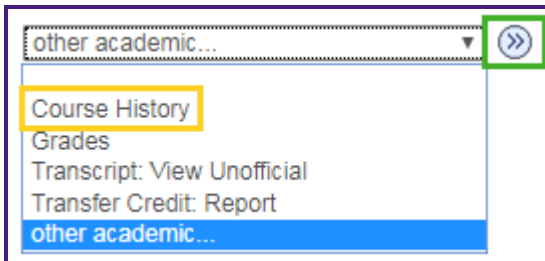 other academic...
Course History
Grades
Transcript: View Unofficial
Transfer Credit: Report
other academic...